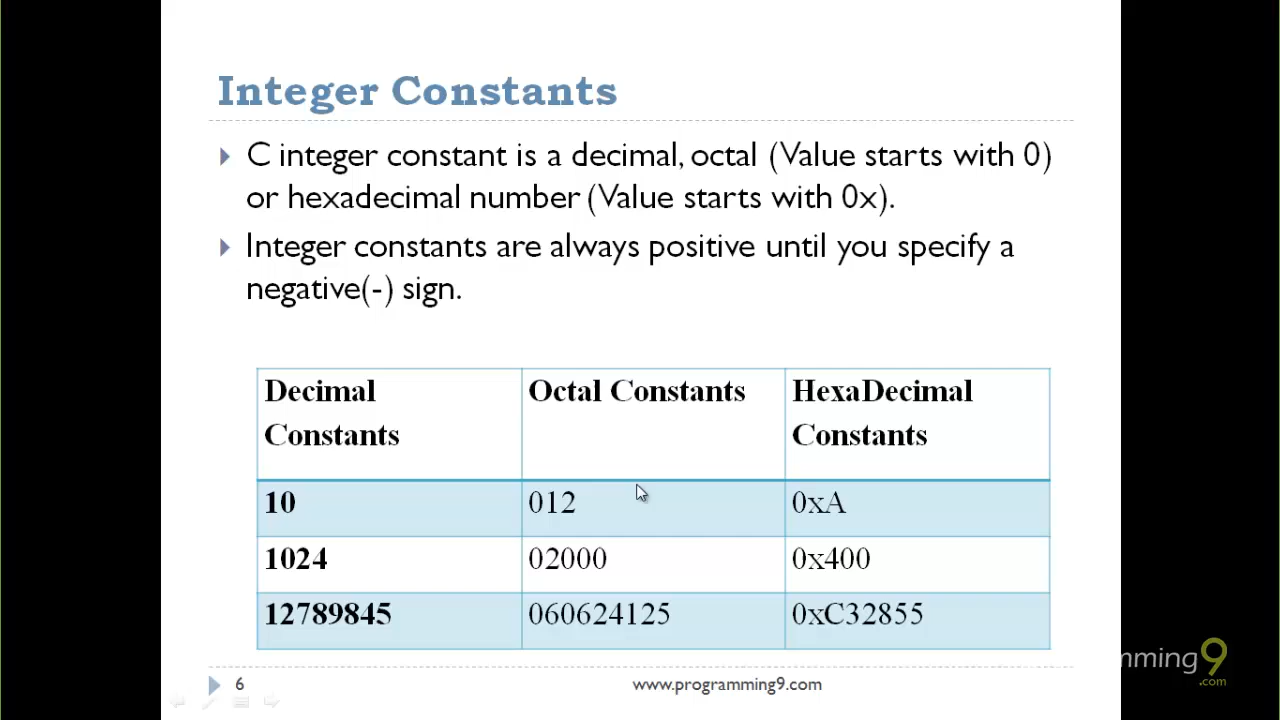 Integer Constants
C integer constant is a decimal, octal (Value starts with 0)
or hexadecimal number (Value starts with 0x).
Integer constants are always positive until you specify a
negative(-) sign.
Decimal Constants
Octal Constants
HexaDecimal Constants
10 012 0xA
1024 02000 0x400
12789845 060624125 0xC32855
6 www.programming9.com
mming9
.com